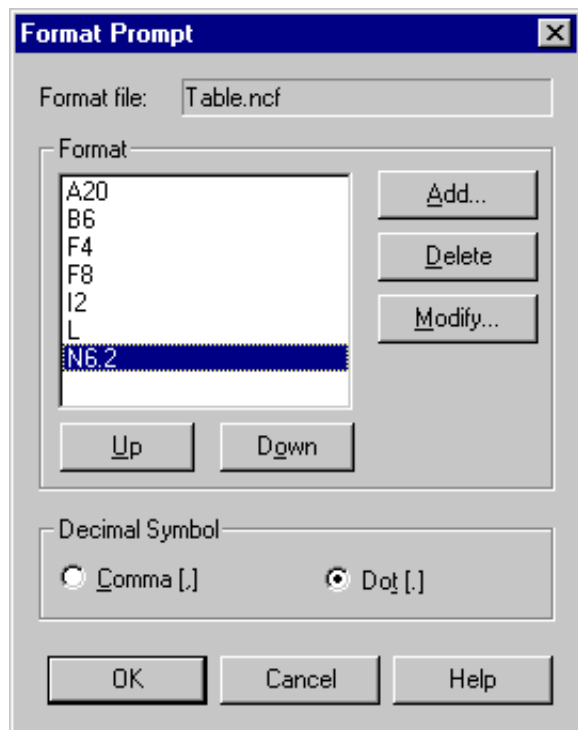 Format Prompt
Format file: Table.ncf
Format
A20
B6
F4
F8
I2
L
N6.2
Add...
Delete
Modify...
Up Down
Decimal Symbol
Comma [,] Dot [.]
OK Cancel Help